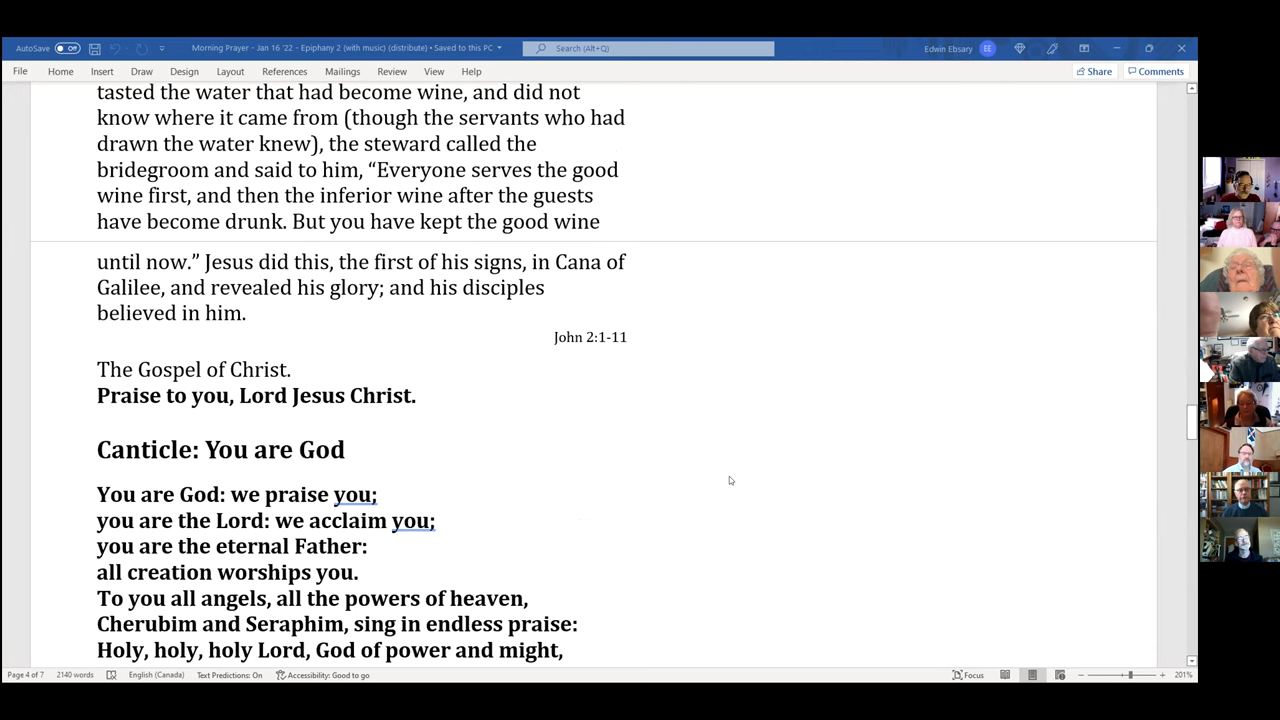 AutoSave Off Morning Prayer - Jan 16 '22 - Epiphany 2 (with music) (distribute) • Saved to this PC Search (Alt+Q) Edwin Ebsary EE
File Home Insert Draw Design Layout References Mailings Review View Help Share Comments
tasted the water that had become wine, and did not
know where it came from (though the servants who had
drawn the water knew), the steward called the
bridegroom and said to him, “Everyone serves the good
wine first, and then the inferior wine after the guests
have become drunk. But you have kept the good wine
until now.” Jesus did this, the first of his signs, in Cana of
Galilee, and revealed his glory; and his disciples
believed in him.
John 2:1-11
The Gospel of Christ.
Praise to you, Lord Jesus Christ.
Canticle: You are God
You are God: we praise you;
you are the Lord: we acclaim you;
you are the eternal Father:
all creation worships you.
To you all angels, all the powers of heaven,
Cherubim and Seraphim, sing in endless praise:
Holy, holy, holy Lord, God of power and might,
Page 4 of 7 2140 words English (Canada) Text Predictions: On Accessibility: Good to go Focus 201%